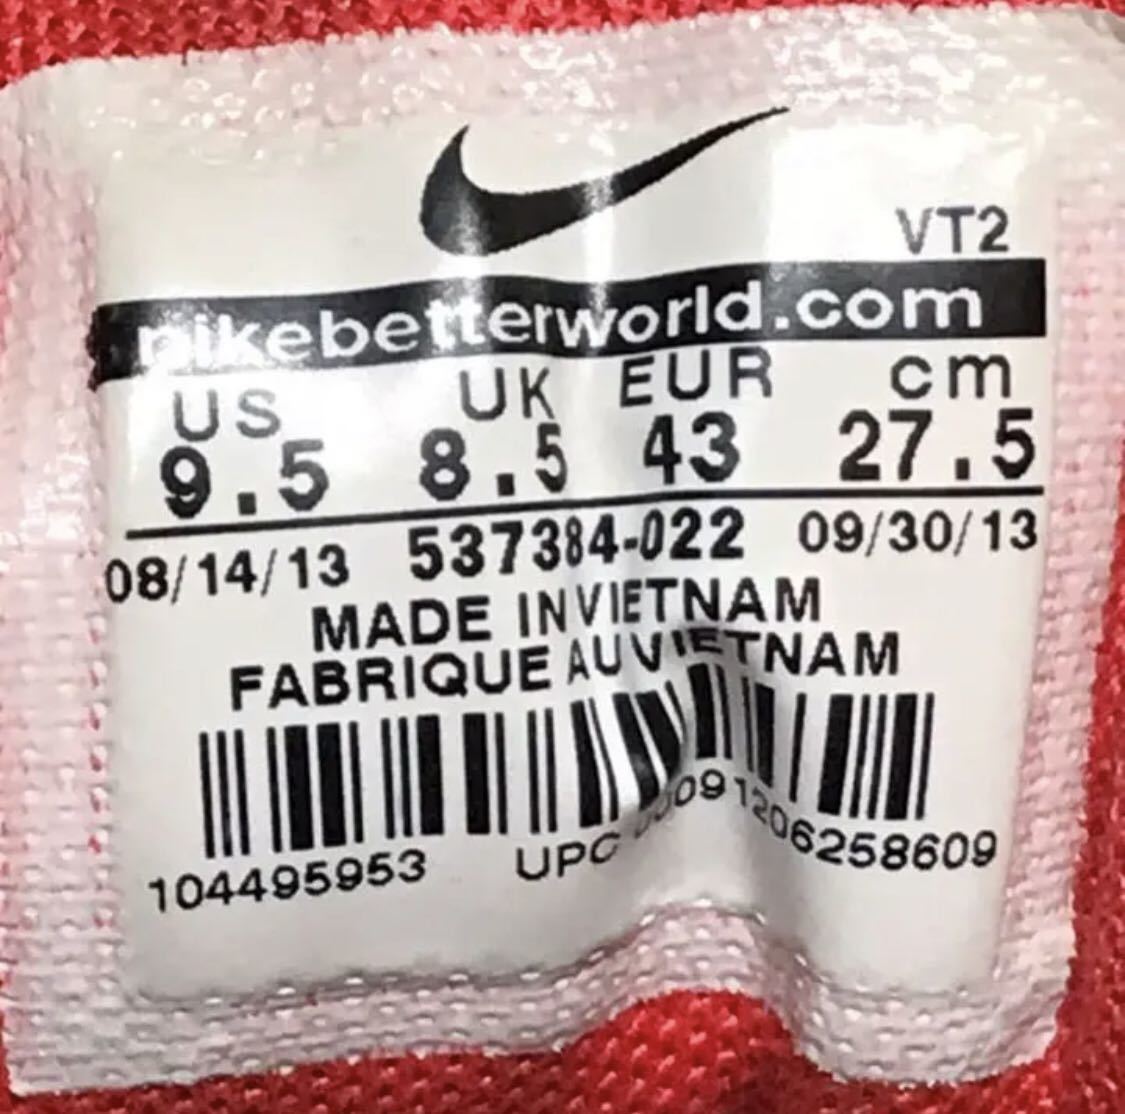 VT2
nikebetterworld.com
US UK EUR cm
9.5 8.5 43 27.5
08/14/13 537384-022 09/30/13
MADE IN VIETNAM
FABRIQUE AU VIETNAM
104495953 UPC 00091206258609